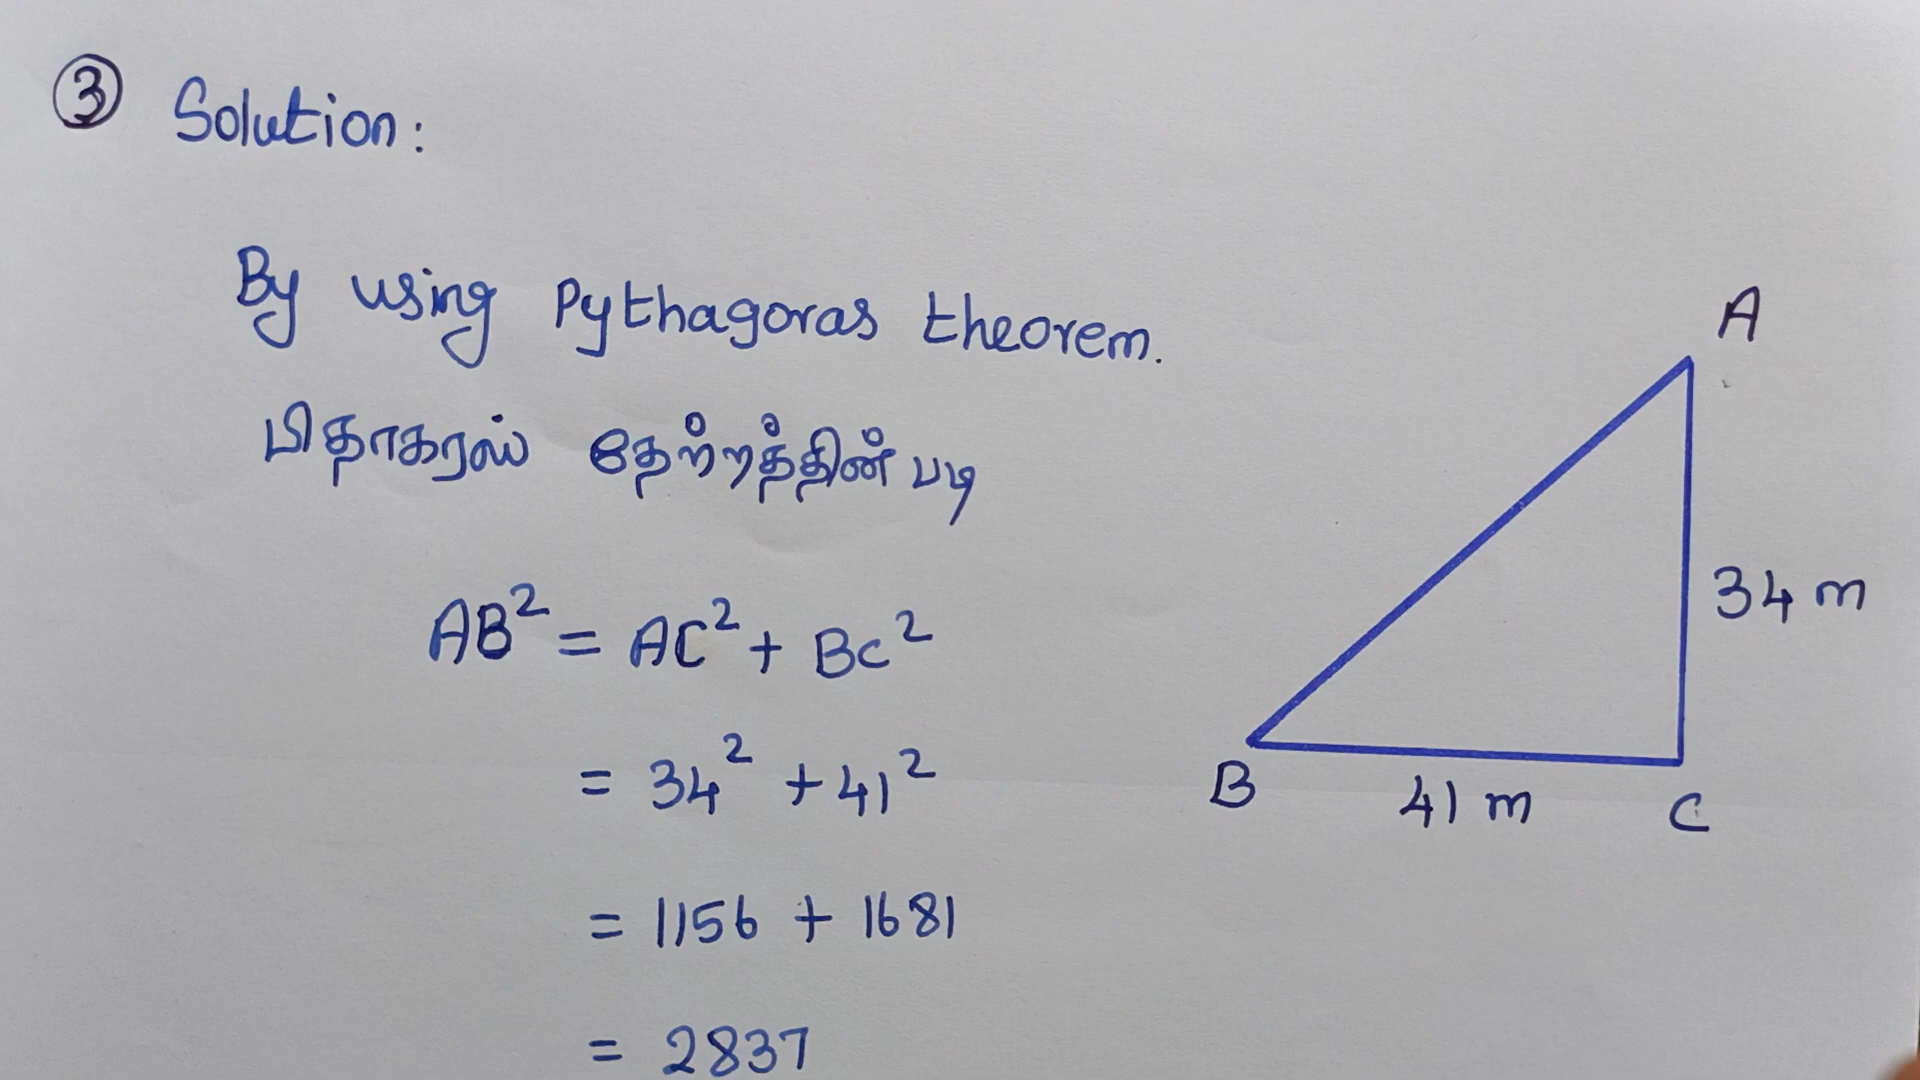 ③ Solution:
By using Pythagoras theorem.
பிதாகரஸ் தேற்றத்தின் படி
AB² = AC² + BC²
= 34² + 41²
= 1156 + 1681
= 2837
A
34 m
B
41 m
C